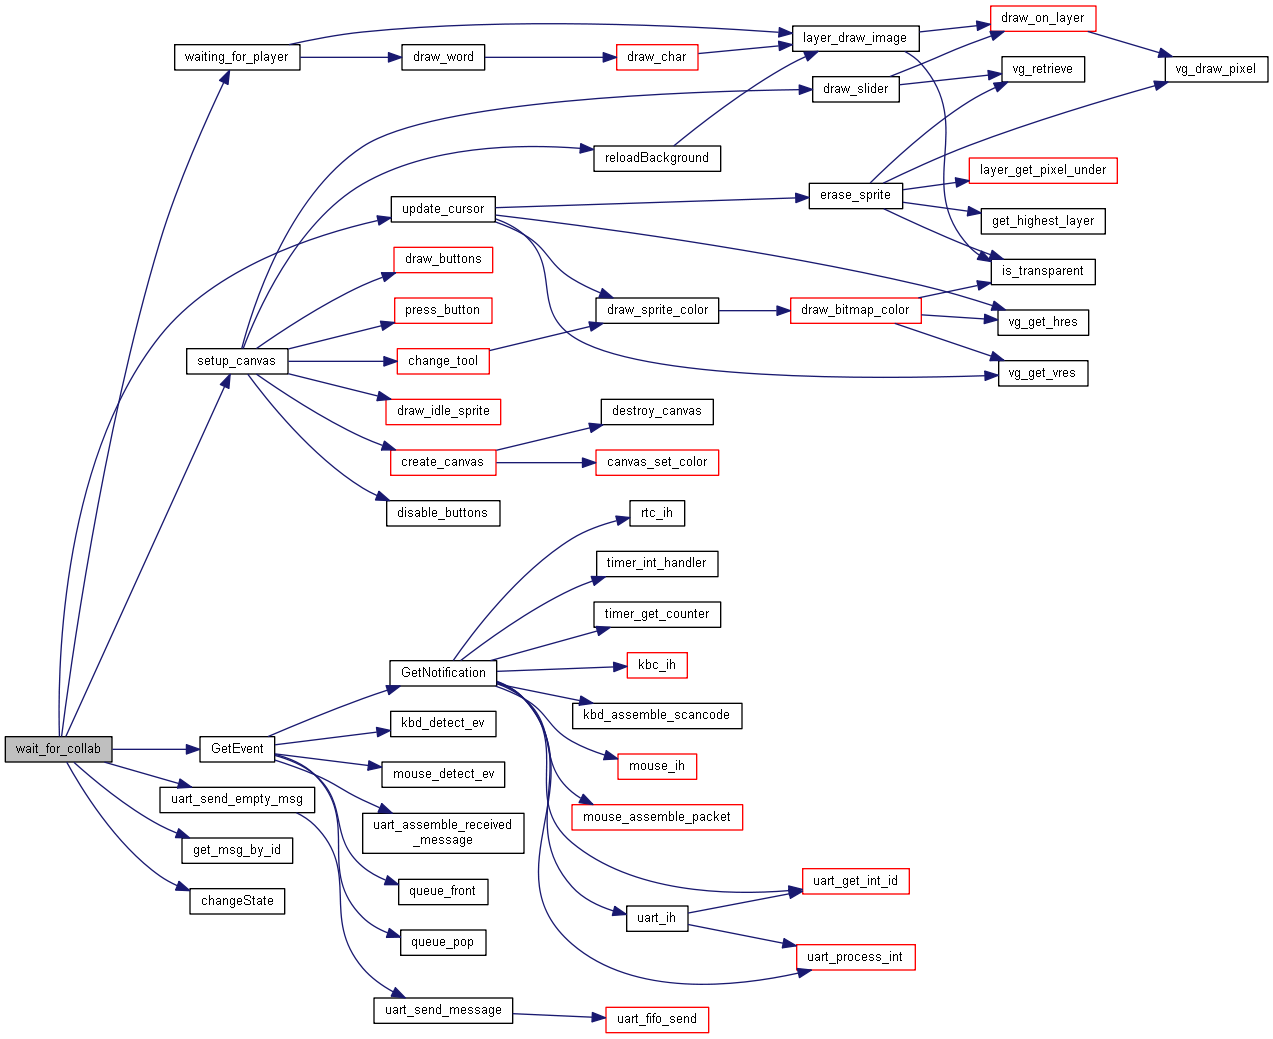 draw_on_layer
layer_draw_image
waiting_for_player
draw_word
draw_char
vg_retrieve
vg_draw_pixel
draw_slider
reloadBackground
layer_get_pixel_under
erase_sprite
update_cursor
get_highest_layer
draw_buttons
is_transparent
press_button
draw_sprite_color
draw_bitmap_color
vg_get_hres
setup_canvas
change_tool
vg_get_vres
draw_idle_sprite
destroy_canvas
create_canvas
canvas_set_color
disable_buttons
rtc_ih
timer_int_handler
timer_get_counter
GetNotification
kbc_ih
kbd_detect_ev
kbd_assemble_scancode
wait_for_collab
GetEvent
mouse_ih
mouse_detect_ev
uart_send_empty_msg
mouse_assemble_packet
uart_assemble_received
_message
get_msg_by_id
uart_get_int_id
queue_front
changeState
uart_ih
queue_pop
uart_process_int
uart_send_message
uart_fifo_send